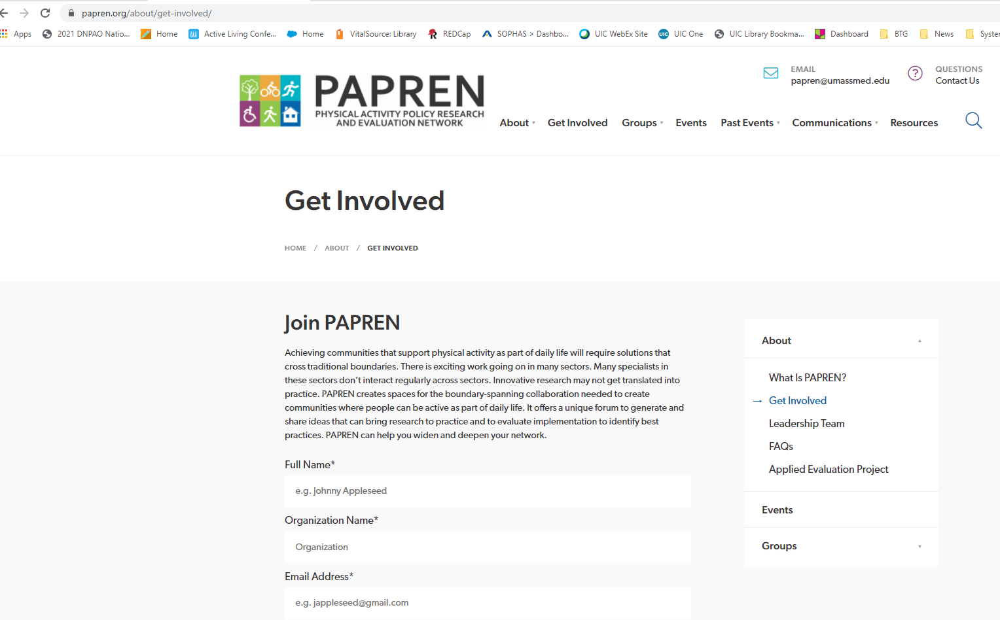 papren.org/about/get-involved/
Apps 2021 DNPAO Natio... Home Active Living Confe... Home VitalSource: Library REDCap SOPHAS > Dashbo... UIC WebEx Site UIC UIC One UIC Library Bookma... Dashboard BTG News Syster
EMAIL
papren@umassmed.edu
QUESTIONS
Contact Us
PAPREN
PHYSICAL ACTIVITY POLICY RESEARCH
AND EVALUATION NETWORK
About Get Involved Groups Events Past Events Communications Resources
Get Involved
HOME / ABOUT / GET INVOLVED
Join PAPREN
Achieving communities that support physical activity as part of daily life will require solutions that
cross traditional boundaries. There is exciting work going on in many sectors. Many specialists in
these sectors don't interact regularly across sectors. Innovative research may not get translated into
practice. PAPREN creates spaces for the boundary-spanning collaboration needed to create
communities where people can be active as part of daily life. It offers a unique forum to generate and
share ideas that can bring research to practice and to evaluate implementation to identify best
practices. PAPREN can help you widen and deepen your network.
Full Name*
e.g. Johnny Appleseed
Organization Name*
Organization
Email Address*
e.g. jappleseed@gmail.com
About
What Is PAPREN?
→ Get Involved
Leadership Team
FAQs
Applied Evaluation Project
Events
Groups